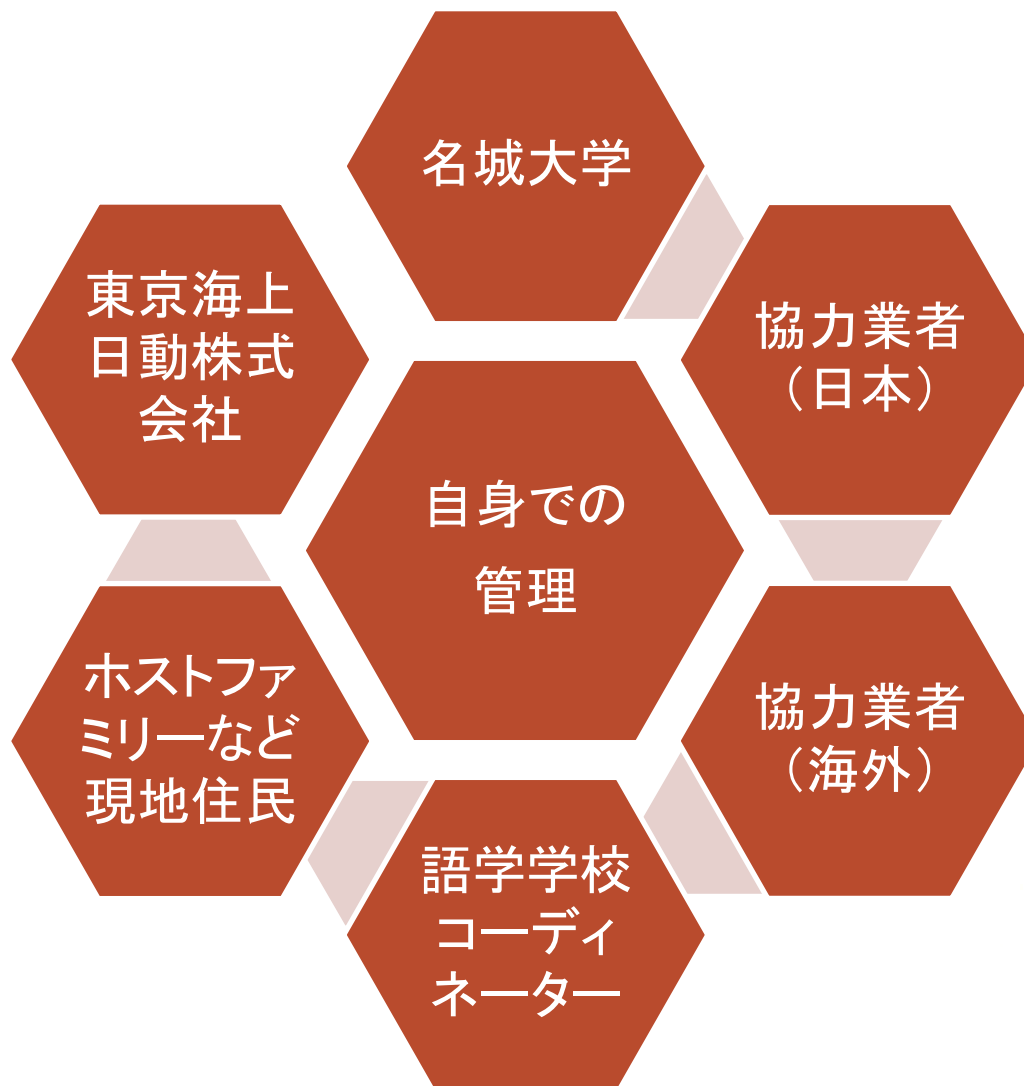 名城大学
東京海上
日動株式
会社
協力業者
（日本）
自身での
管理
ホストファ
ミリーなど
現地住民
協力業者
（海外）
語学学校
コーディ
ネーター